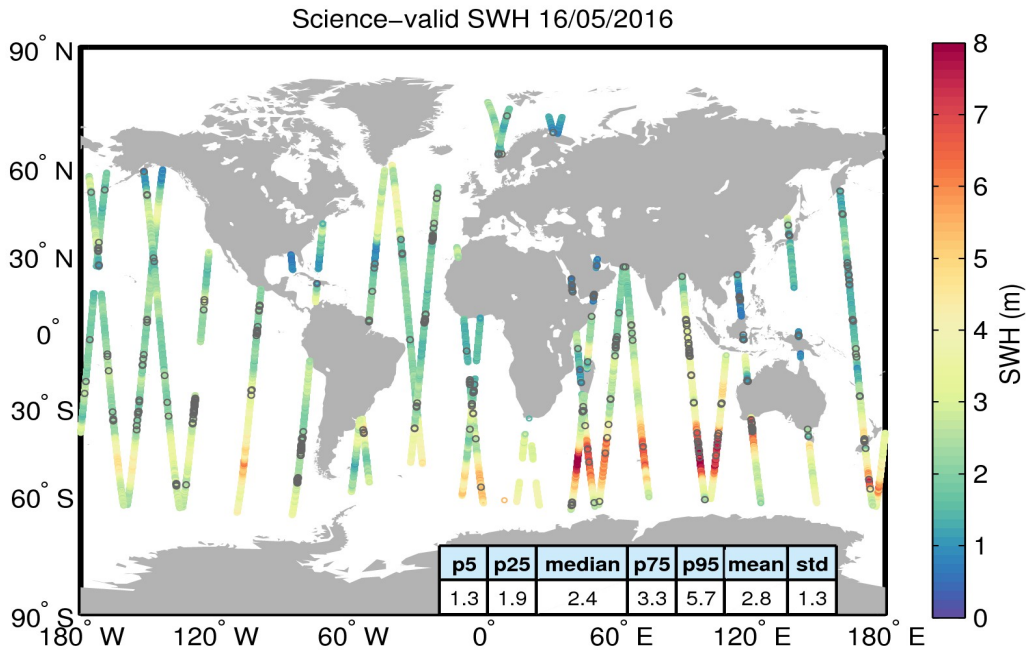 Science−valid SWH 16/05/2016
90° N
60° N
30° N
0°
30° S
60° S
90° S
180° W
120° W
60° W
0°
60° E
120° E
180° E
p5 p25 median p75 p95 mean std
1.3 1.9 2.4 3.3 5.7 2.8 1.3
8
7
6
5
4
3
2
1
0
SWH (m)